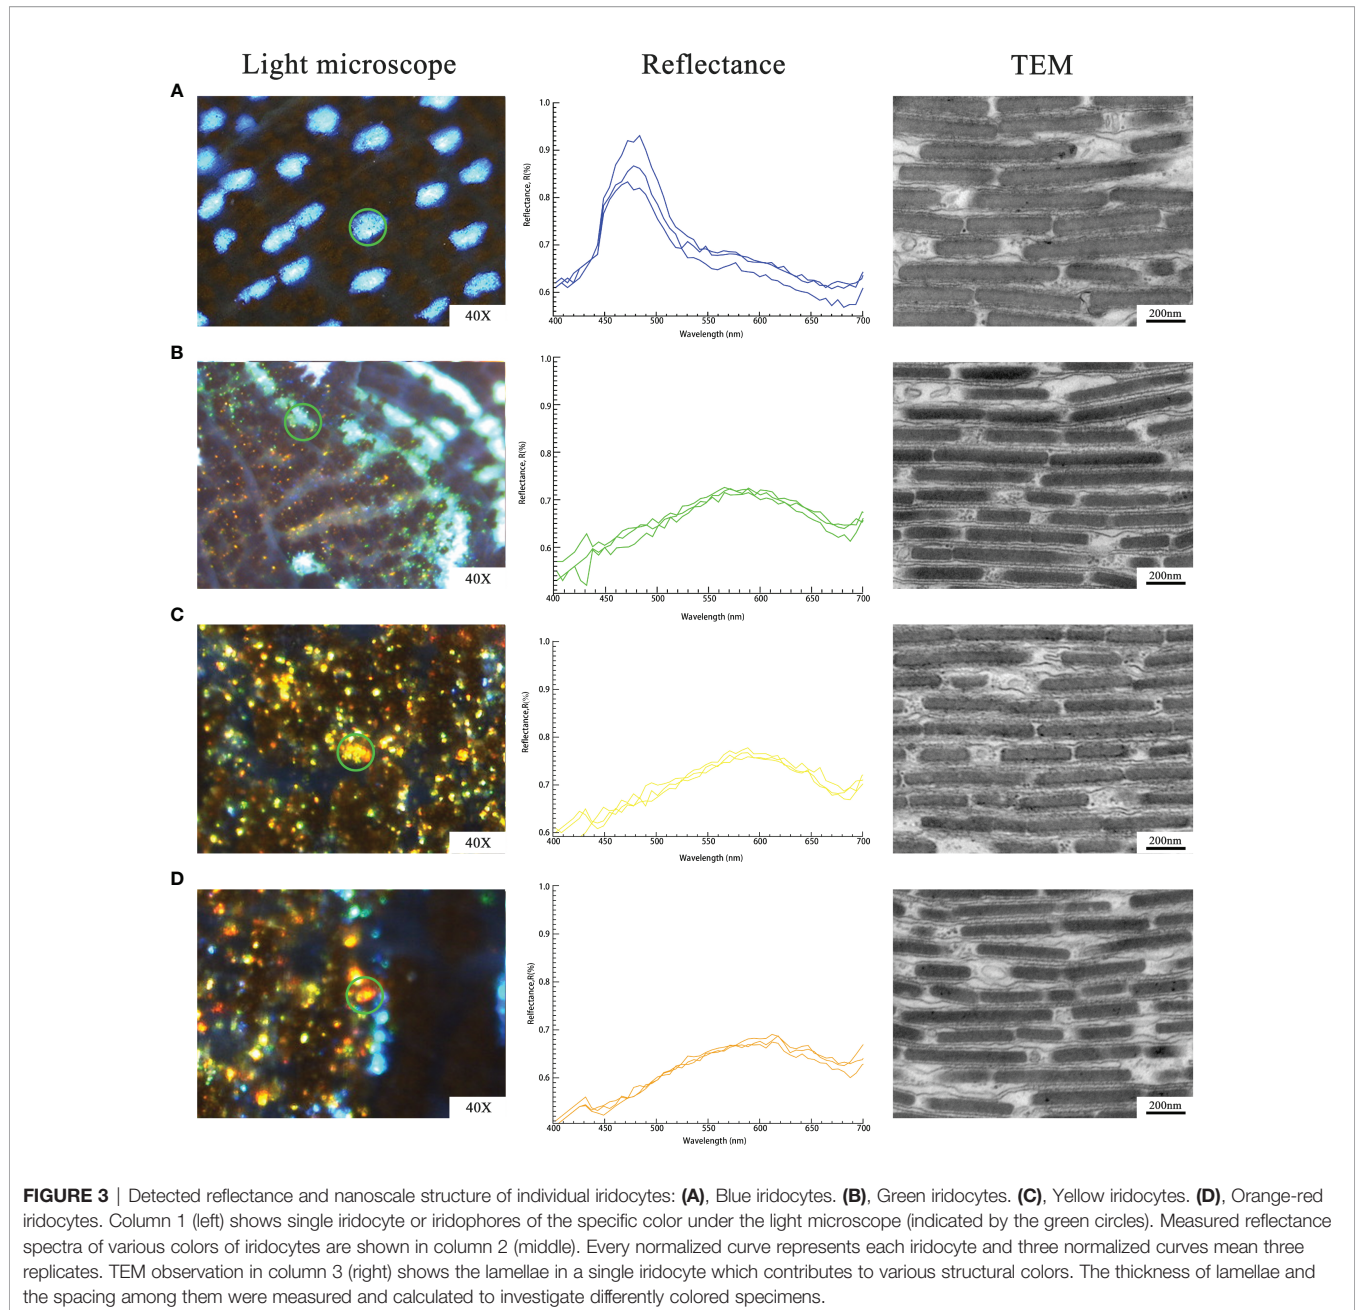 Light microscope
Reflectance
TEM
A
40X
1.0
0.9
0.8
0.7
0.6
Reflectance, R(%)
400 450 500 550 600 650 700
Wavelength (nm)
200nm
B
40X
1.0
0.9
0.8
0.7
0.6
Reflectance, R(%)
400 450 500 550 600 650 700
Wavelength (nm)
200nm
C
40X
1.0
0.9
0.8
0.7
0.6
Reflectance,R(%)
400 450 500 550 600 650 700
Wavelength (nm)
200nm
D
40X
1.0
0.9
0.8
0.7
0.6
Relfectance,R(%)
400 450 500 550 600 650 700
Wavelength (nm)
200nm
FIGURE 3 | Detected reflectance and nanoscale structure of individual iridocytes: (A), Blue iridocytes. (B), Green iridocytes. (C), Yellow iridocytes. (D), Orange-red
iridocytes. Column 1 (left) shows single iridocyte or iridophores of the specific color under the light microscope (indicated by the green circles). Measured reflectance
spectra of various colors of iridocytes are shown in column 2 (middle). Every normalized curve represents each iridocyte and three normalized curves mean three
replicates. TEM observation in column 3 (right) shows the lamellae in a single iridocyte which contributes to various structural colors. The thickness of lamellae and
the spacing among them were measured and calculated to investigate differently colored specimens.